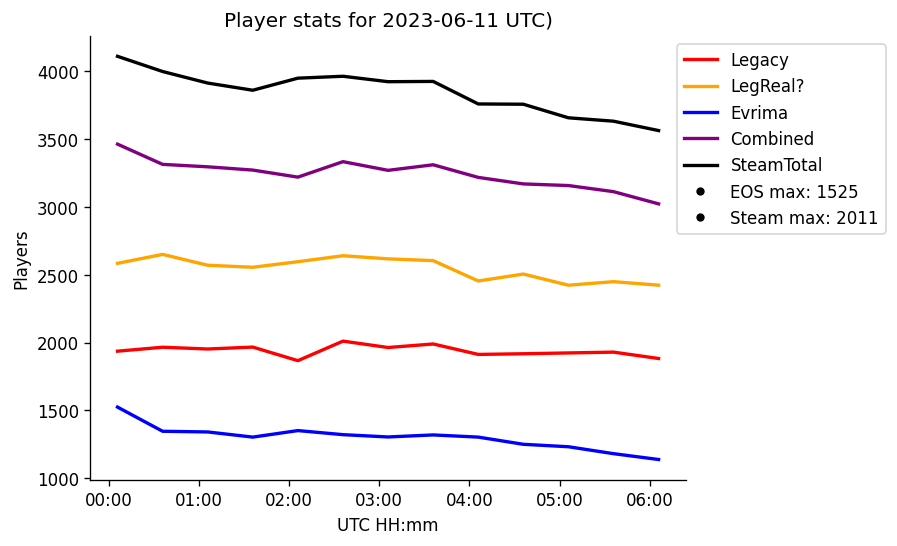 Player stats for 2023-06-11 UTC)
Legacy
LegReal?
Evrima
Combined
SteamTotal
EOS max: 1525
Steam max: 2011
Players
4000
3500
3000
2500
2000
1500
1000
00:00 01:00 02:00 03:00 04:00 05:00 06:00
UTC HH:mm